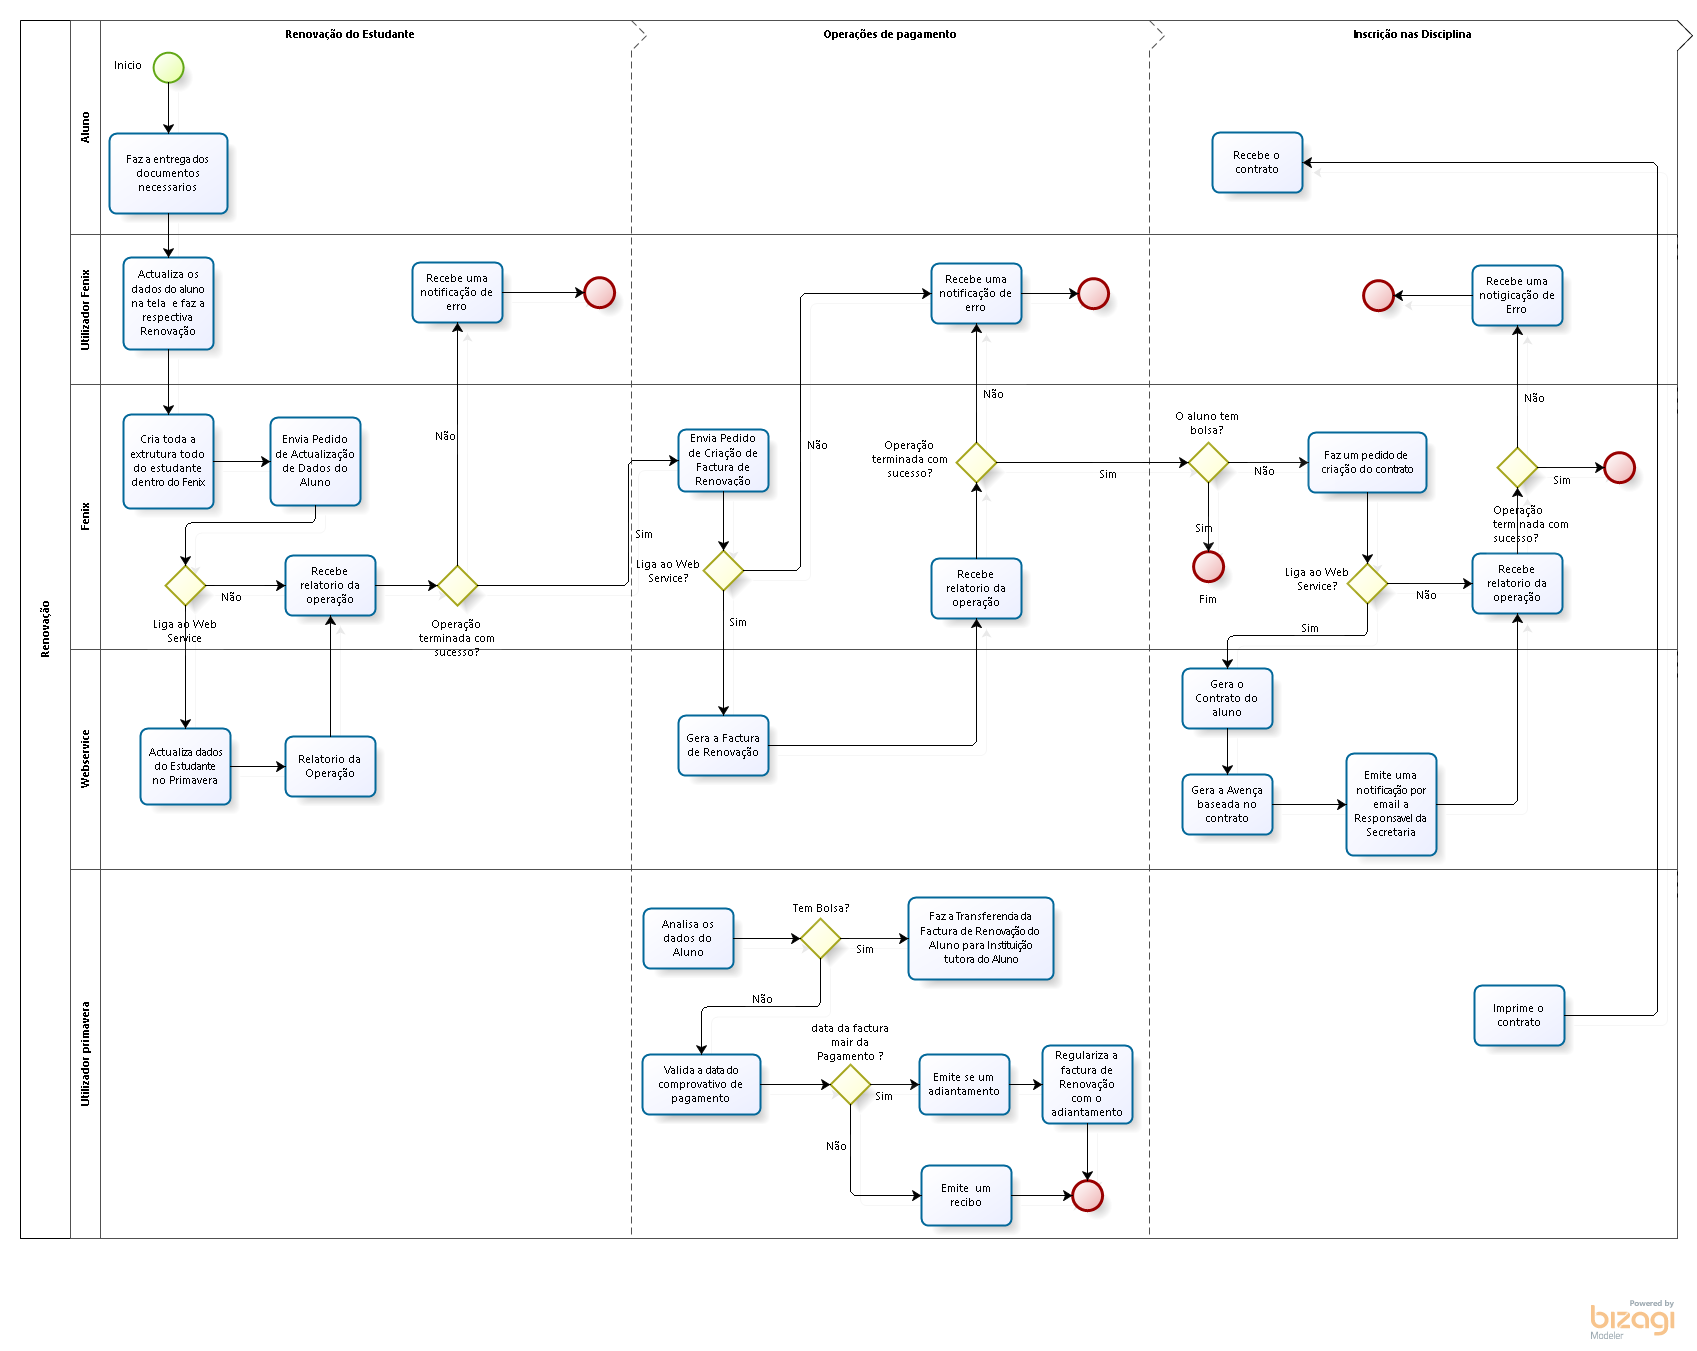 Renovação do Estudante
Operações de pagamento
Inscrição nas Disciplina
Renovação
Aluno
Inicio
Faz a entrega dos
documentos
necessarios
Recebe o
contrato
Utilizador Fenix
Actualiza os
dados do aluno
na tela e faz a
respectiva
Renovação
Recebe uma
notificação de
erro
Recebe uma
notificação de
erro
Recebe uma
notigicação de
Erro
Fenix
Cria toda a
extrutura todo
do estudante
dentro do Fenix
Envia Pedido
de Actualização
de Dados do
Aluno
Liga ao Web
Service
Não
Recebe
relatorio da
operação
Operação
terminada com
sucesso?
Não
Sim
Envia Pedido
de Criação de
Factura de
Renovação
Liga ao Web
Service?
Não
Sim
Operação
terminada com
sucesso?
Não
Sim
Recebe
relatorio da
operação
O aluno tem
bolsa?
Não
Sim
Fim
Faz um pedido de
criação do contrato
Liga ao Web
Service?
Não
Sim
Não
Sim
Operação
terminada com
sucesso?
Recebe
relatorio da
operação
Webservice
Actualiza dados
do Estudante
no Primavera
Relatorio da
Operação
Gera a Factura
de Renovação
Gera o
Contrato do
aluno
Gera a Avença
baseada no
contrato
Emite uma
notificação por
email a
Responsavel da
Secretaria
Utilizador primavera
Analisa os
dados do
Aluno
Tem Bolsa?
Sim
Não
Faz a Transferencia da
Factura de Renovação do
Aluno para Instituição
tutora do Aluno
Valida a data do
comprovativo de
pagamento
data da factura
mair da
Pagamento ?
Sim
Não
Emite se um
adiantamento
Regulariza a
factura de
Renovação
com o
adiantamento
Emite um
recibo
Imprime o
contrato
Powered by
bizagi
Modeler